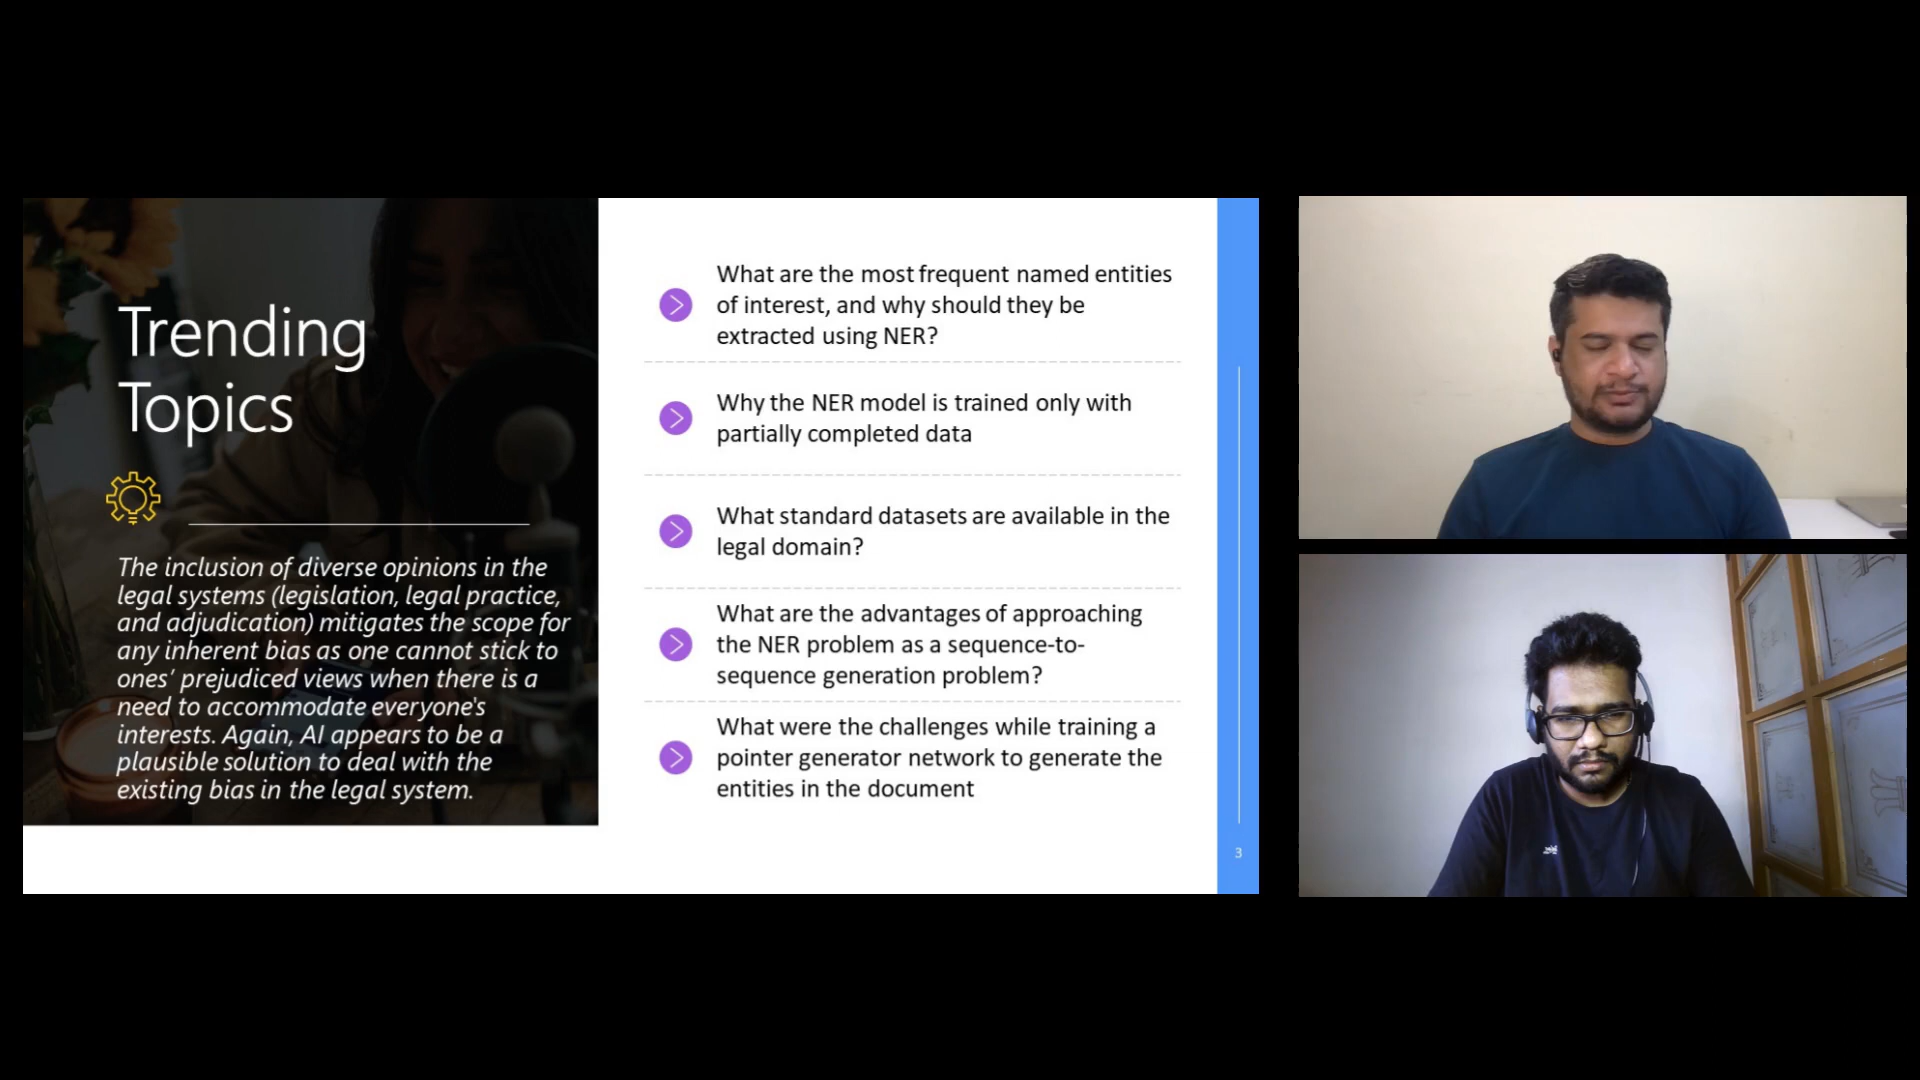 Trending
Topics
The inclusion of diverse opinions in the
legal systems (legislation, legal practice,
and adjudication) mitigates the scope for
any inherent bias as one cannot stick to
ones' prejudiced views when there is a
need to accommodate everyone's
interests. Again, AI appears to be a
plausible solution to deal with the
existing bias in the legal system.
What are the most frequent named entities
of interest, and why should they be
extracted using NER?
Why the NER model is trained only with
partially completed data
What standard datasets are available in the
legal domain?
What are the advantages of approaching
the NER problem as a sequence-to-
sequence generation problem?
What were the challenges while training a
pointer generator network to generate the
entities in the document
3